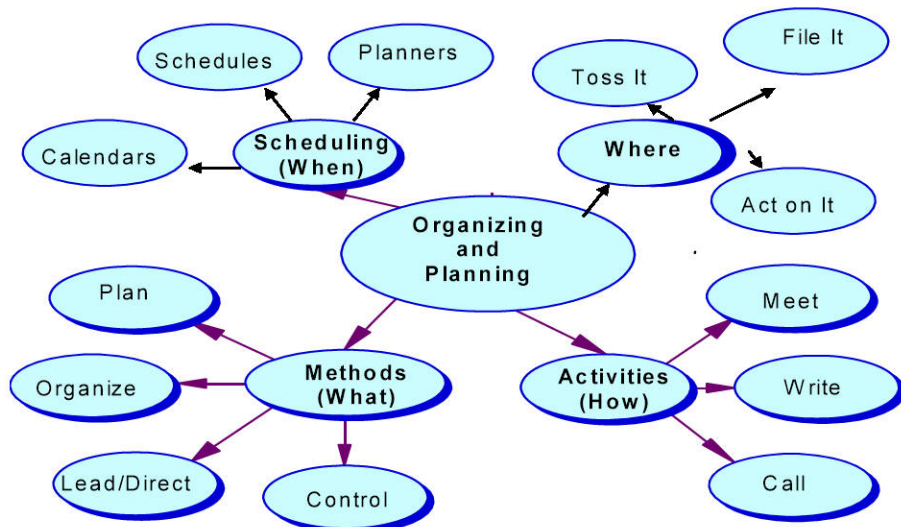 Schedules
Planners
File It
Toss It
Calendars
Scheduling
(When)
Where
Act on It
Organizing
and
Planning
Plan
Meet
Organize
Methods
(What)
Activities
(How)
Write
Lead/Direct
Control
Call